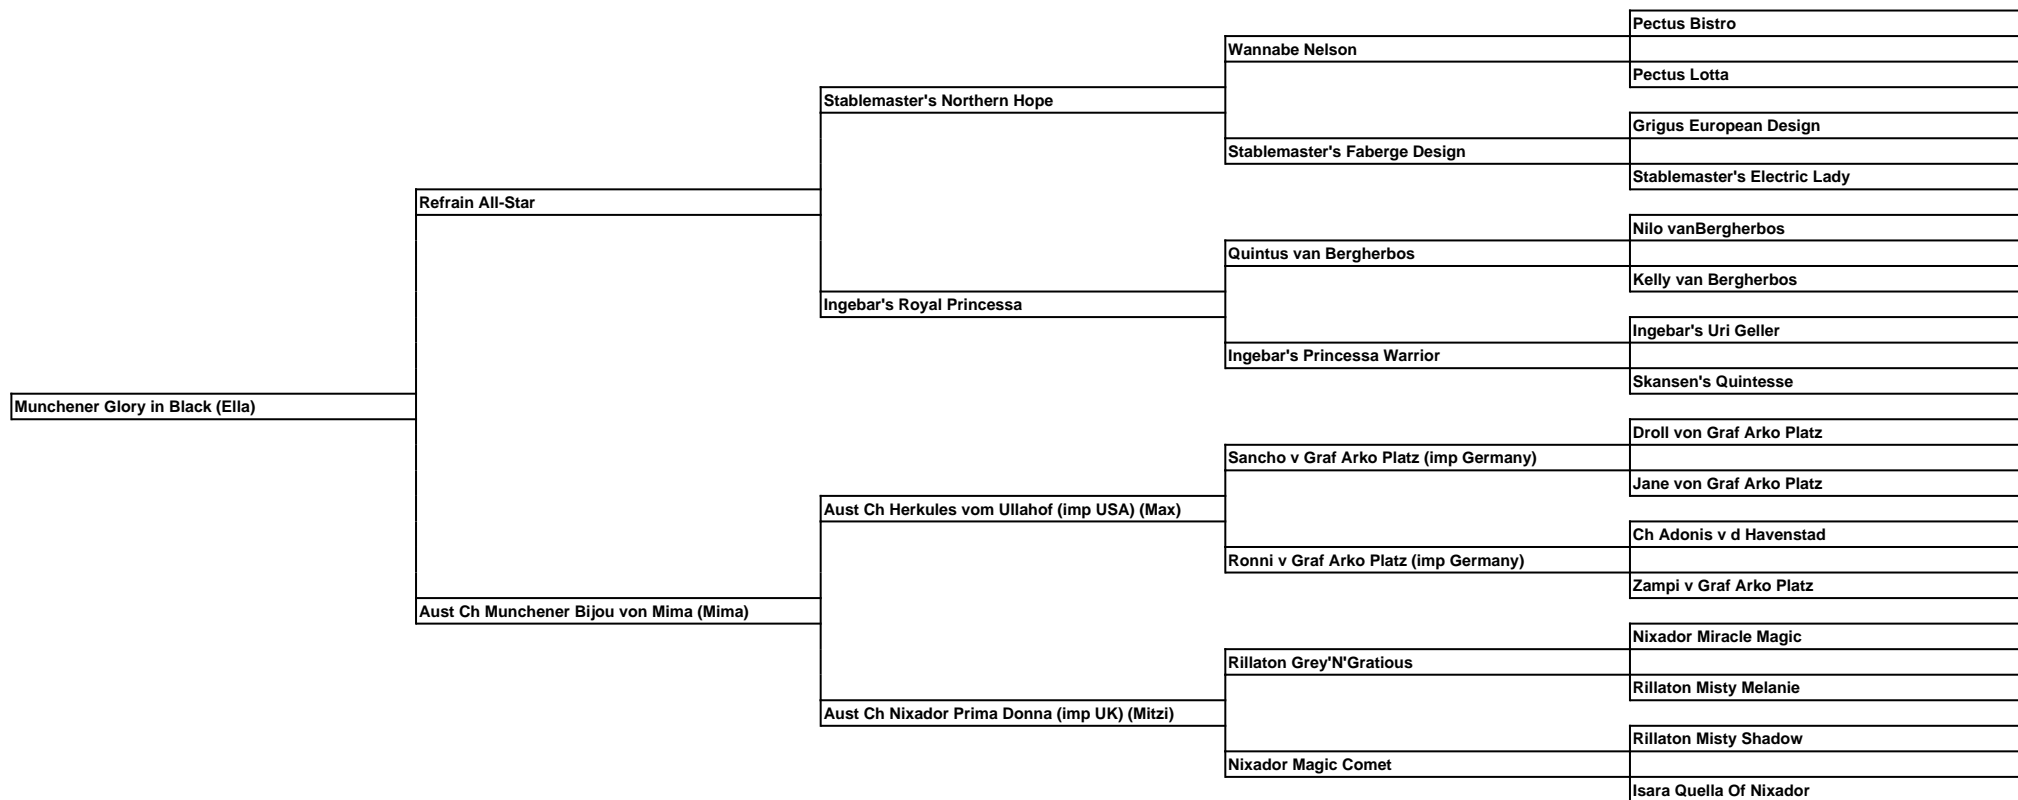 Pectus Bistro
Wannabe Nelson
Pectus Lotta
Stablemaster's Northern Hope
Grigus European Design
Stablemaster's Faberge Design
Stablemaster's Electric Lady
Refrain All-Star
Nilo vanBergherbos
Quintus van Bergherbos
Kelly van Bergherbos
Ingebar's Royal Princessa
Ingebar's Uri Geller
Ingebar's Princessa Warrior
Skansen's Quintesse
Munchener Glory in Black (Ella)
Droll von Graf Arko Platz
Sancho v Graf Arko Platz (imp Germany)
Jane von Graf Arko Platz
Aust Ch Herkules vom Ullahof (imp USA) (Max)
Ch Adonis v d Havenstad
Ronni v Graf Arko Platz (imp Germany)
Zampi v Graf Arko Platz
Aust Ch Munchener Bijou von Mima (Mima)
Nixador Miracle Magic
Rillaton Grey'N'Gratious
Rillaton Misty Melanie
Aust Ch Nixador Prima Donna (imp UK) (Mitzi)
Rillaton Misty Shadow
Nixador Magic Comet
Isara Quella Of Nixador